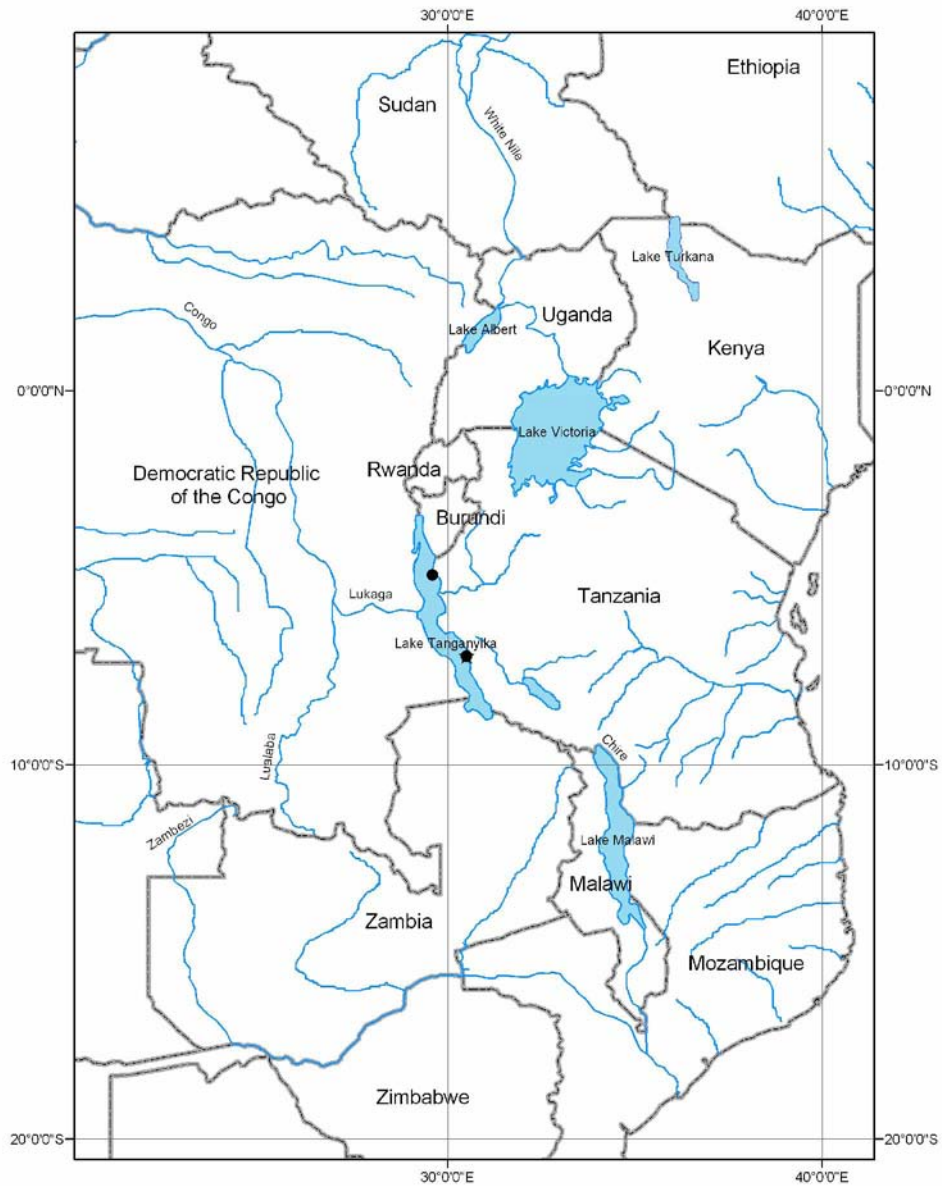 30°0'0"E
40°0'0"E
Ethiopia
Sudan
White Nile
Lake Turkana
Congo
Uganda
Lake Albert
Kenya
0°0'0"N
0°0'0"N
Lake Victoria
Democratic Republic
of the Congo
Rwanda
Burundi
Lukaga
Tanzania
Lake Tanganyika
Lualaba
Chire
10°0'0"S
10°0'0"S
Zambezi
Lake Malawi
Malawi
Zambia
Mozambique
Zimbabwe
20°0'0"S
20°0'0"S
30°0'0"E
40°0'0"E